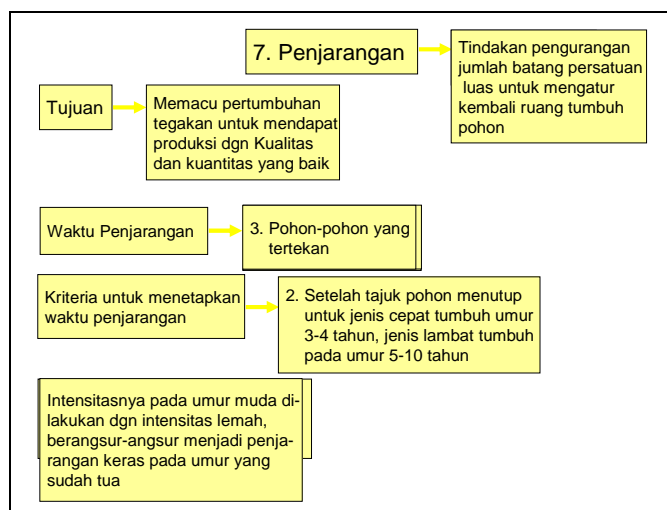 7. Penjarangan
Tindakan pengurangan
jumlah batang persatuan
luas untuk mengatur
kembali ruang tumbuh
pohon
Tujuan
Memacu pertumbuhan
tegakan untuk mendapat
produksi dgn Kualitas
dan kuantitas yang baik
Waktu Penjarangan
3. Pohon-pohon yang
tertekan
Kriteria untuk menetapkan
waktu penjarangan
2. Setelah tajuk pohon menutup
untuk jenis cepat tumbuh umur
3-4 tahun, jenis lambat tumbuh
pada umur 5-10 tahun
Intensitasnya pada umur muda di-
lakukan dgn intensitas lemah,
berangsur-angsur menjadi penja-
rangan keras pada umur yang
sudah tua